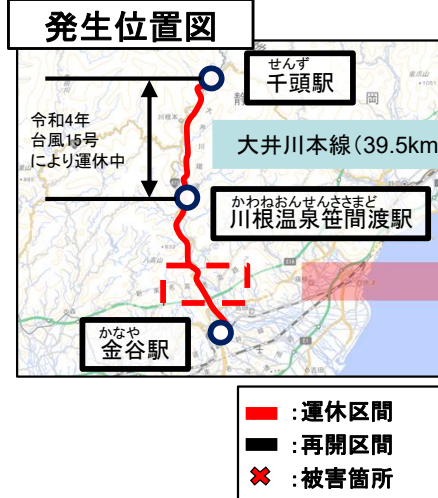 発生位置図
せんず
千頭駅
静
岡
令和4年
台風15号
により運休中
大井川本線(39.5km
かわねおんせんささまど
川根温泉笹間渡駅
かなや
金谷駅
:運休区間
:再開区間
:被害箇所